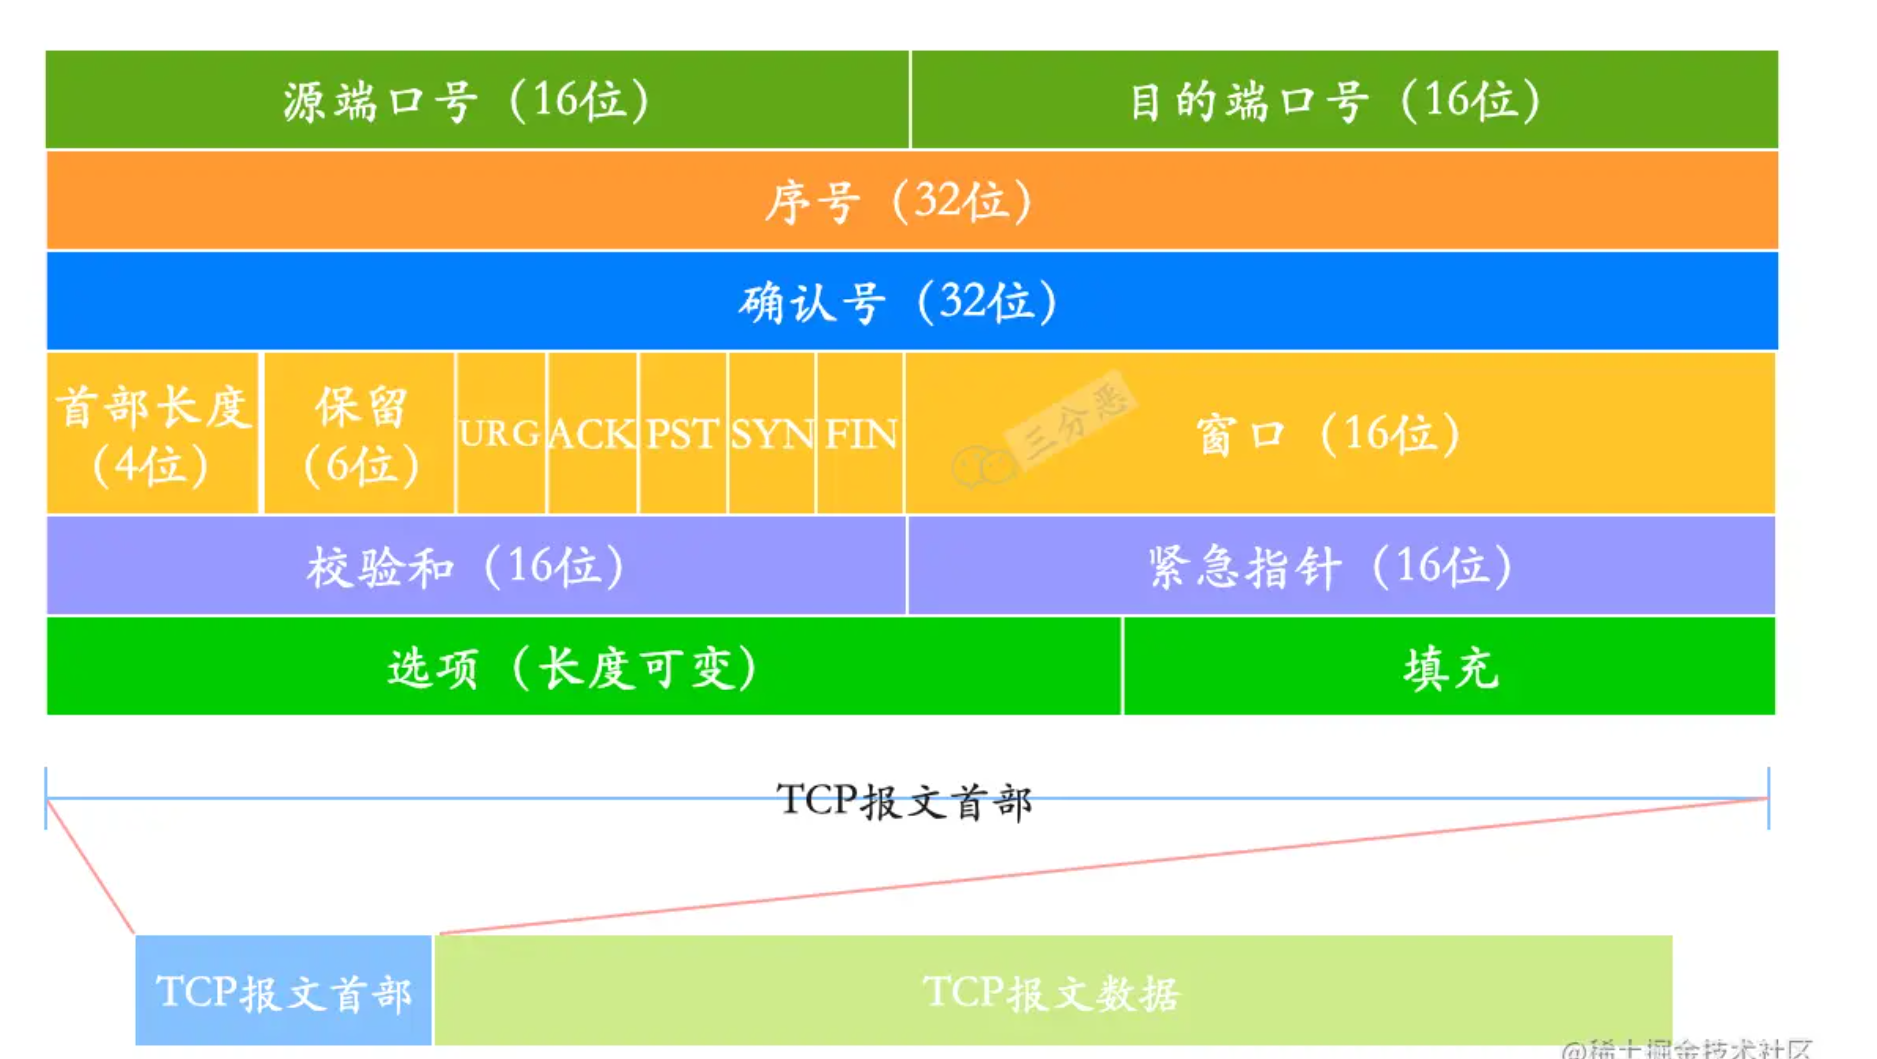 源端口号（16位） 目的端口号（16位）
序号（32位）
确认号（32位）
首部长度 保留 URG ACK PST SYN FIN 三分恶 窗口（16位）
（4位） （6位）
校验和（16位） 紧急指针（16位）
选项（长度可变） 填充
TCP报文首部
TCP报文首部 TCP报文数据
@稀土掘金技术社区